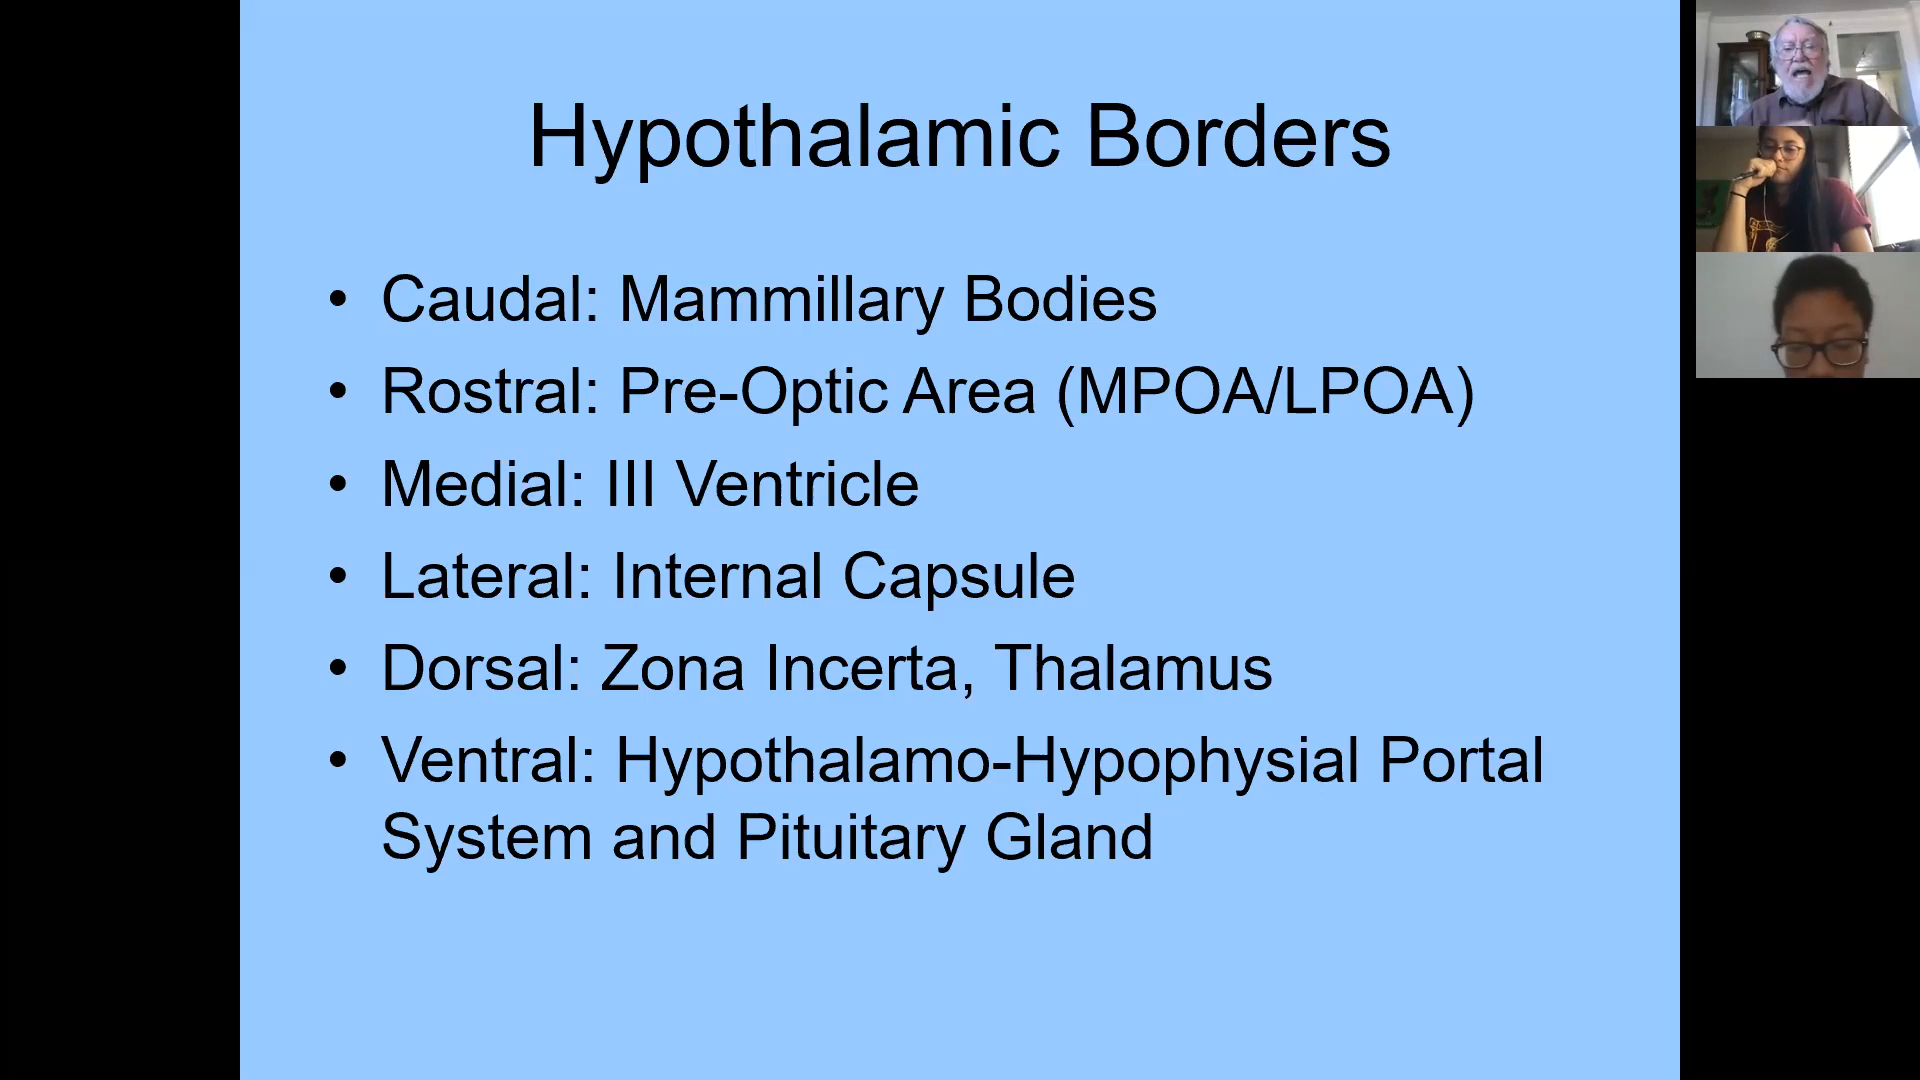 Hypothalamic Borders
• Caudal: Mammillary Bodies
• Rostral: Pre-Optic Area (MPOA/LPOA)
• Medial: III Ventricle
• Lateral: Internal Capsule
• Dorsal: Zona Incerta, Thalamus
• Ventral: Hypothalamo-Hypophysial Portal
System and Pituitary Gland